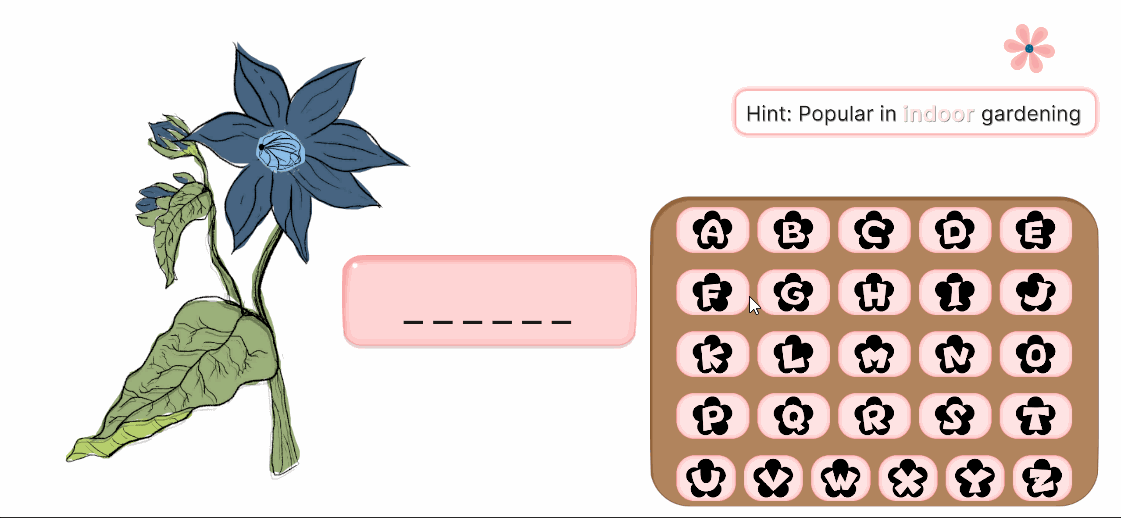 Hint: Popular in indoor gardening
_ _ _ _ _ _
A B C D E
F G H I J
K L M N O
P Q R S T
U V W X Y Z